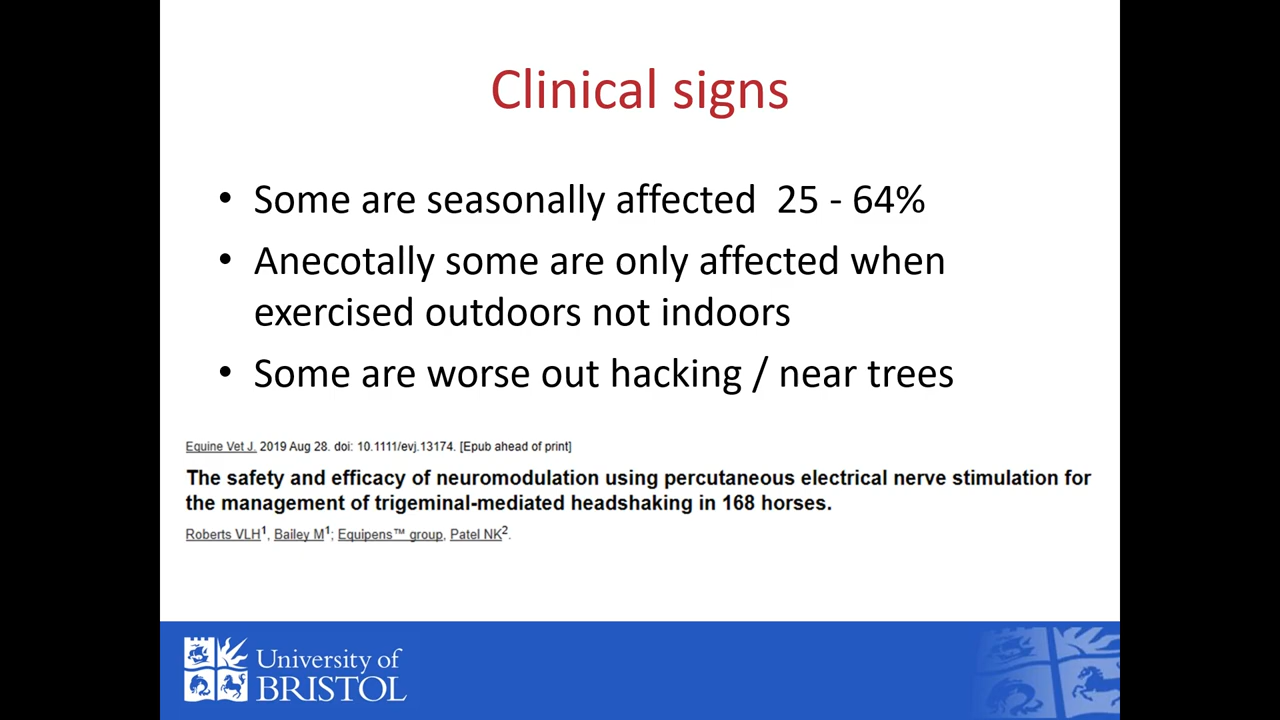 Clinical signs
• Some are seasonally affected 25 - 64%
• Anecotally some are only affected when
exercised outdoors not indoors
• Some are worse out hacking / near trees
Equine Vet J. 2019 Aug 28. doi: 10.1111/evj.13174. [Epub ahead of print]
The safety and efficacy of neuromodulation using percutaneous electrical nerve stimulation for
the management of trigeminal-mediated headshaking in 168 horses.
Roberts VLH1, Bailey M1; Equipens™ group, Patel NK2.
University of
BRISTOL